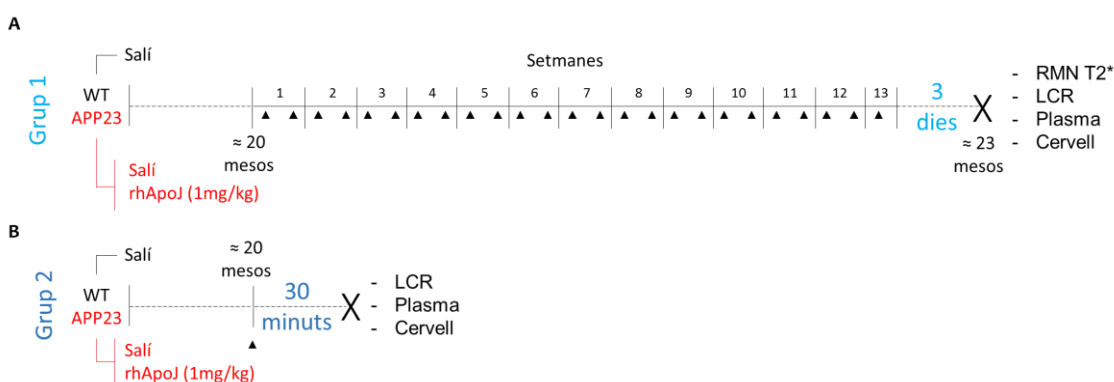 A
Grup 1
Salí
WT
APP23
Salí
rhApoJ (1mg/kg)
Setmanes
1 2 3 4 5 6 7 8 9 10 11 12 13
≈ 20
mesos
3
dies
≈ 23
mesos
- RMN T2*
- LCR
- Plasma
- Cervell
B
Grup 2
Salí
WT
APP23
Salí
rhApoJ (1mg/kg)
≈ 20
mesos
30
minuts
- LCR
- Plasma
- Cervell